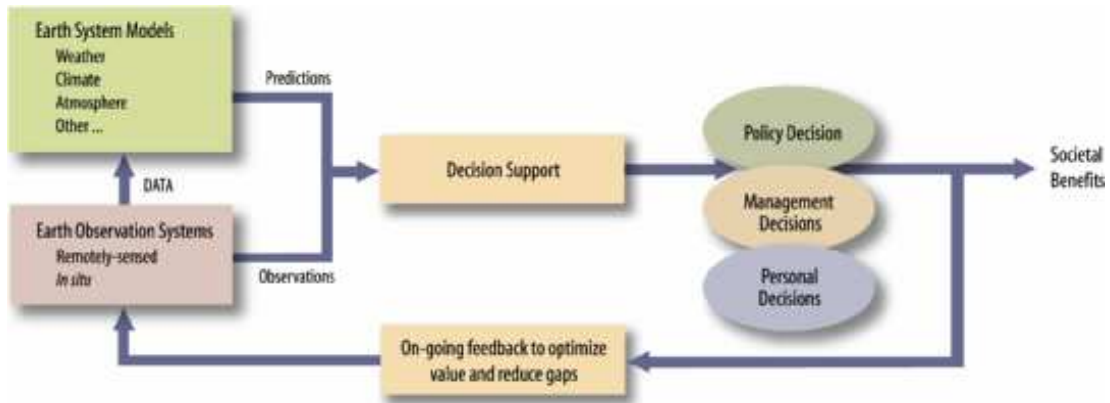 Earth System Models
Weather
Climate
Atmosphere
Other ...
Predictions
DATA
Earth Observation Systems
Remotely-sensed
In situ
Observations
Decision Support
Policy Decision
Management
Decisions
Personal
Decisions
Societal
Benefits
On-going feedback to optimize
value and reduce gaps